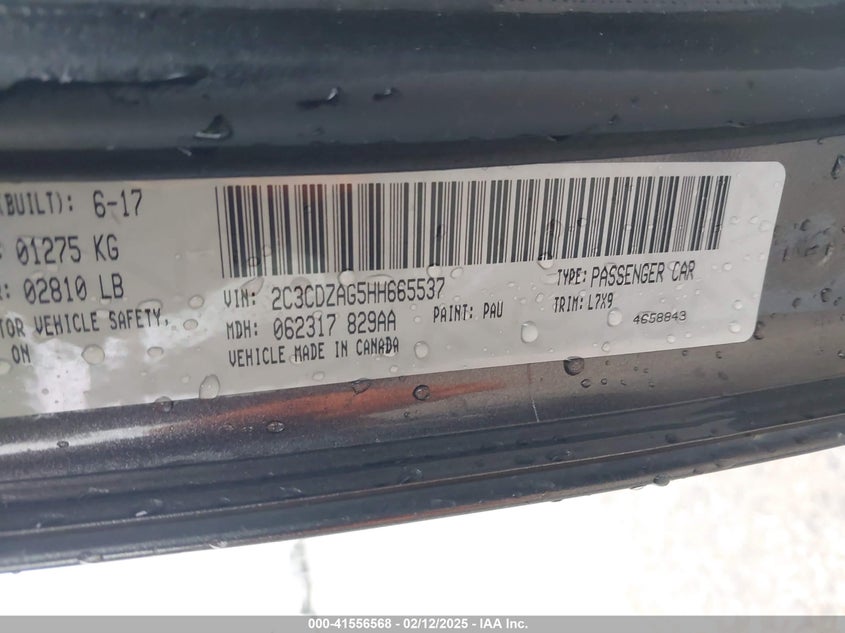 (BUILT): 6-17
01275 KG
02810 LB
VEHICLE SAFETY,
ON
VIN: 2C3CDZAG5HH665537
TYPE: PASSENGER CAR
MDH: 062317 829AA
PAINT: PAU
TRIM: L7X9
VEHICLE MADE IN CANADA
4658843
000-41556568 - 02/12/2025 - IAA Inc.